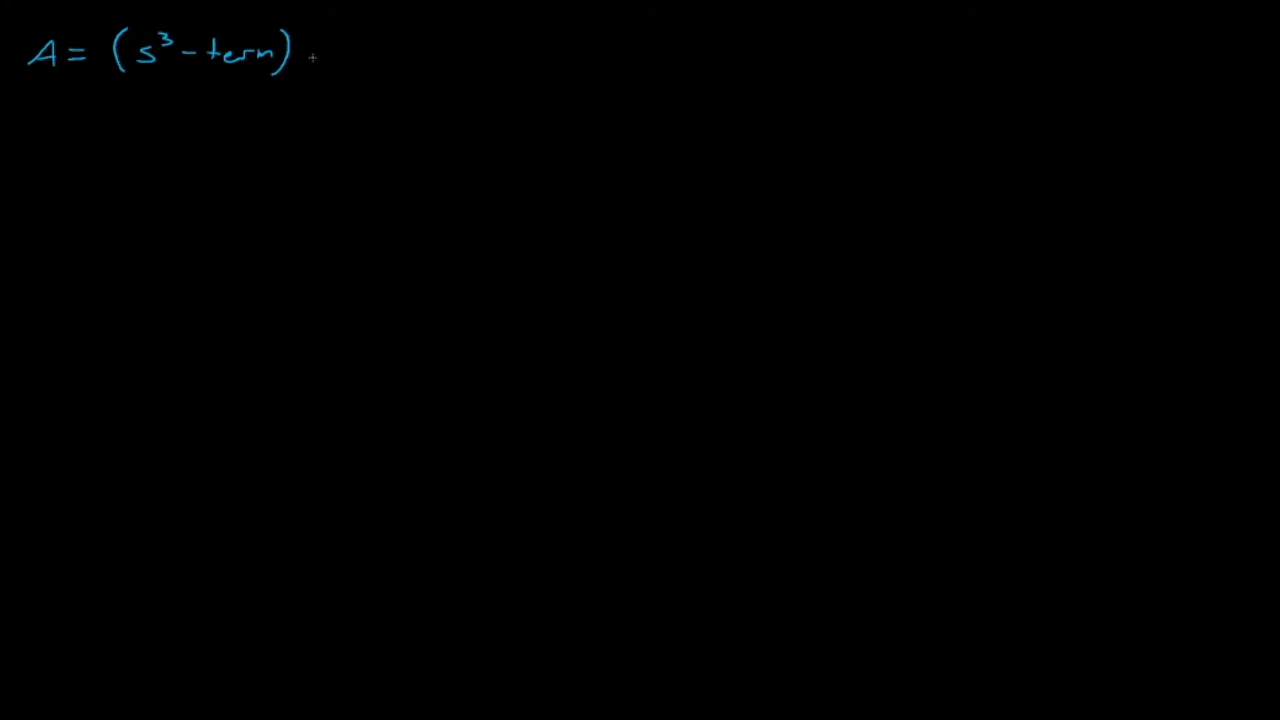 A = (s³ - term)